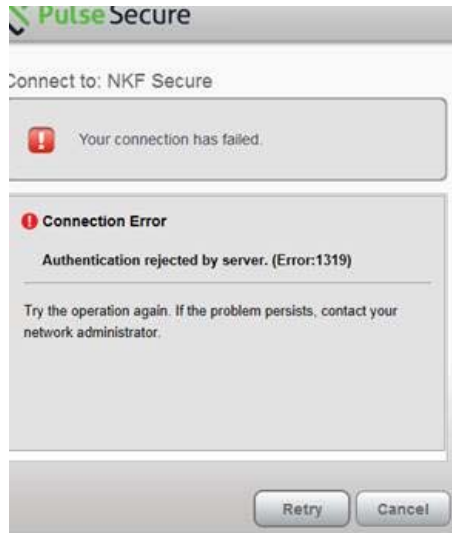 Pulse Secure
Connect to: NKF Secure
Your connection has failed.
Connection Error
Authentication rejected by server. (Error:1319)
Try the operation again. If the problem persists, contact your
network administrator.
Retry
Cancel